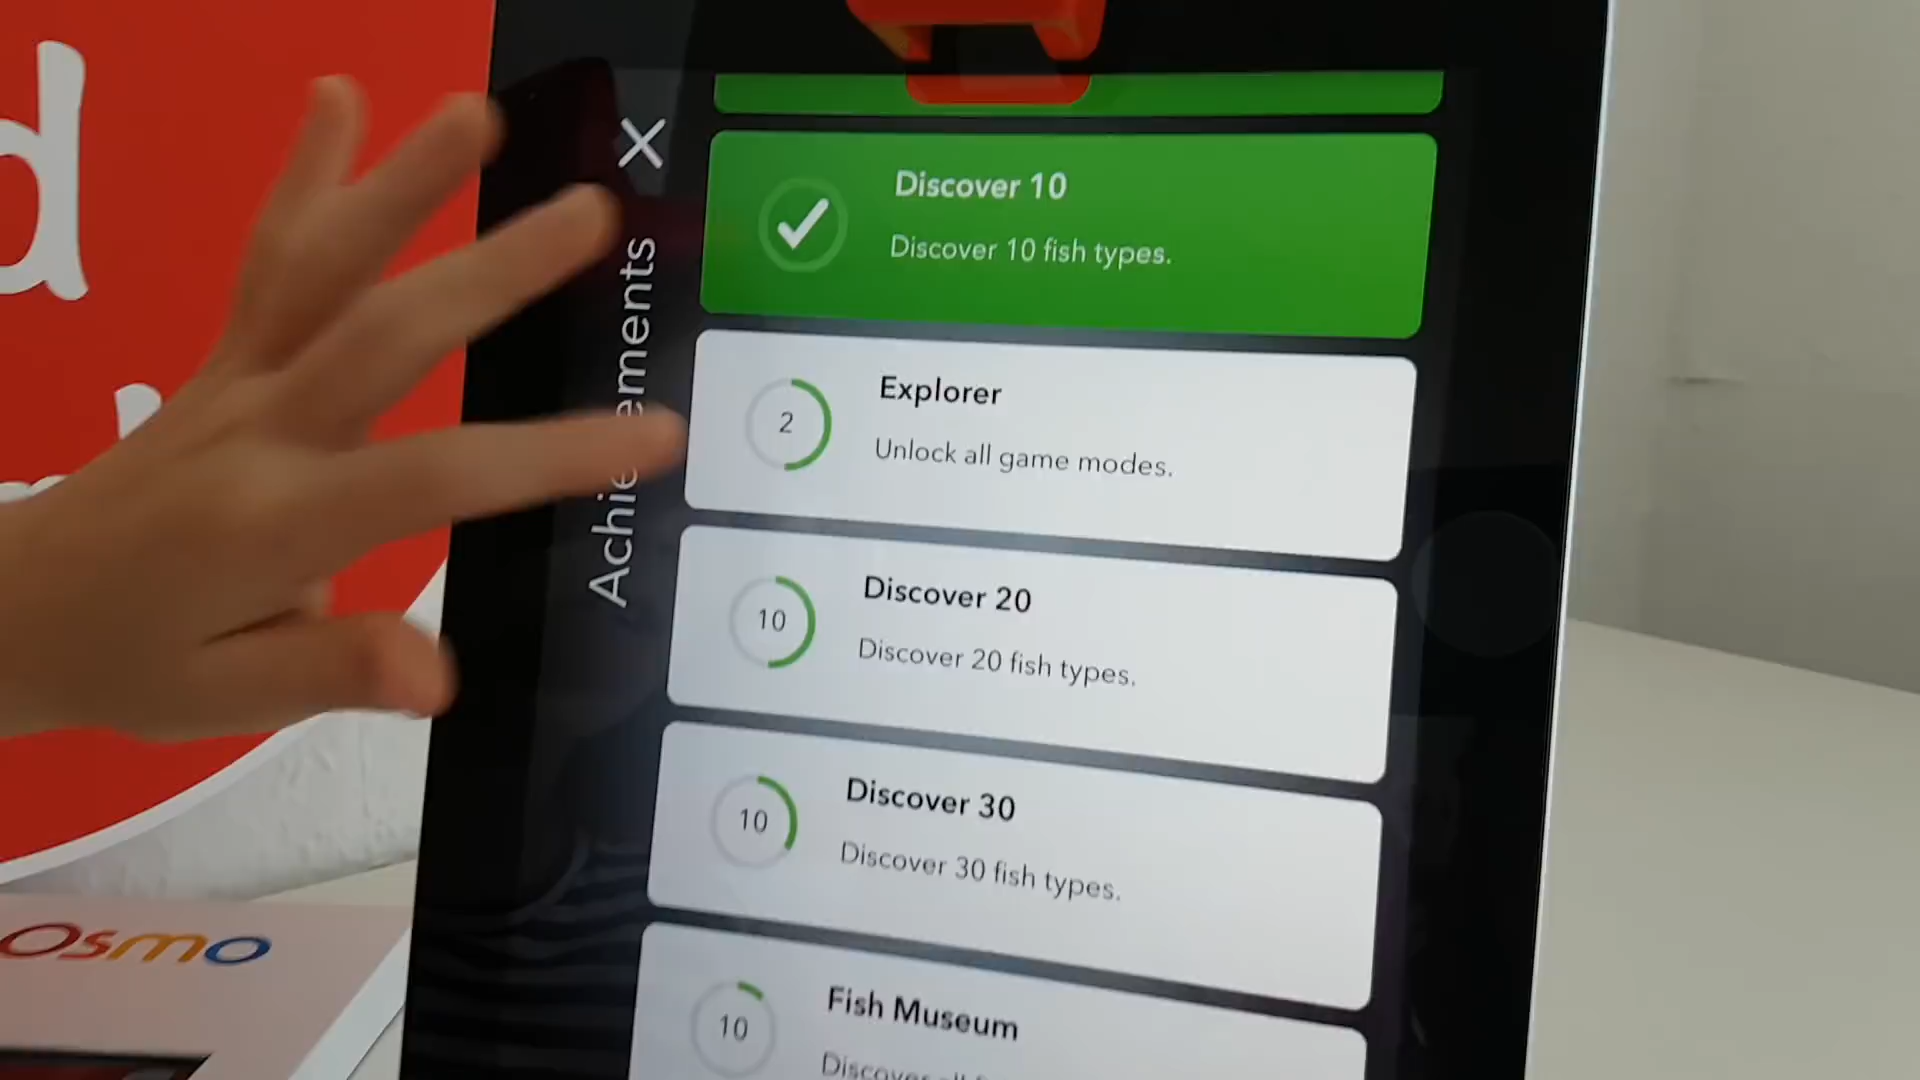 d
Achievements
Discover 10
Discover 10 fish types.
2
Explorer
Unlock all game modes.
10
Discover 20
Discover 20 fish types.
10
Discover 30
Discover 30 fish types.
10
Fish Museum
osmo